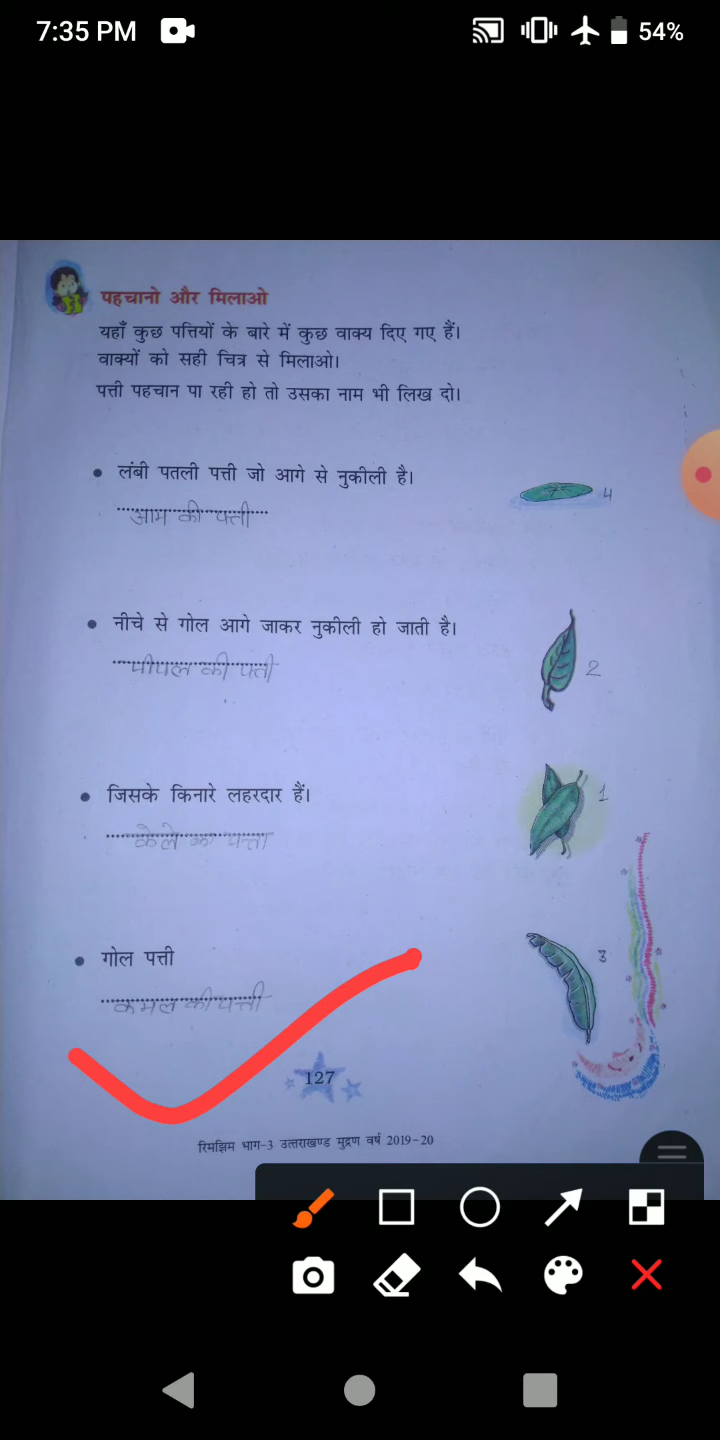 7:35 PM 54%
पहचानो और मिलाओ
यहाँ कुछ पत्तियों के बारे में कुछ वाक्य दिए गए हैं।
वाक्यों को सही चित्र से मिलाओ।
पत्ती पहचान पा रही हो तो उसका नाम भी लिख दो।
• लंबी पतली पत्ती जो आगे से नुकीली है।
आम की पत्ती
4
• नीचे से गोल आगे जाकर नुकीली हो जाती है।
पीपल की पत्ती
2
• जिसके किनारे लहरदार हैं।
1
केले का पत्ता
• गोल पत्ती
3
कमल की पत्ती
127
रिमझिम भाग-3 उत्तराखण्ड मुद्रण वर्ष 2019-20